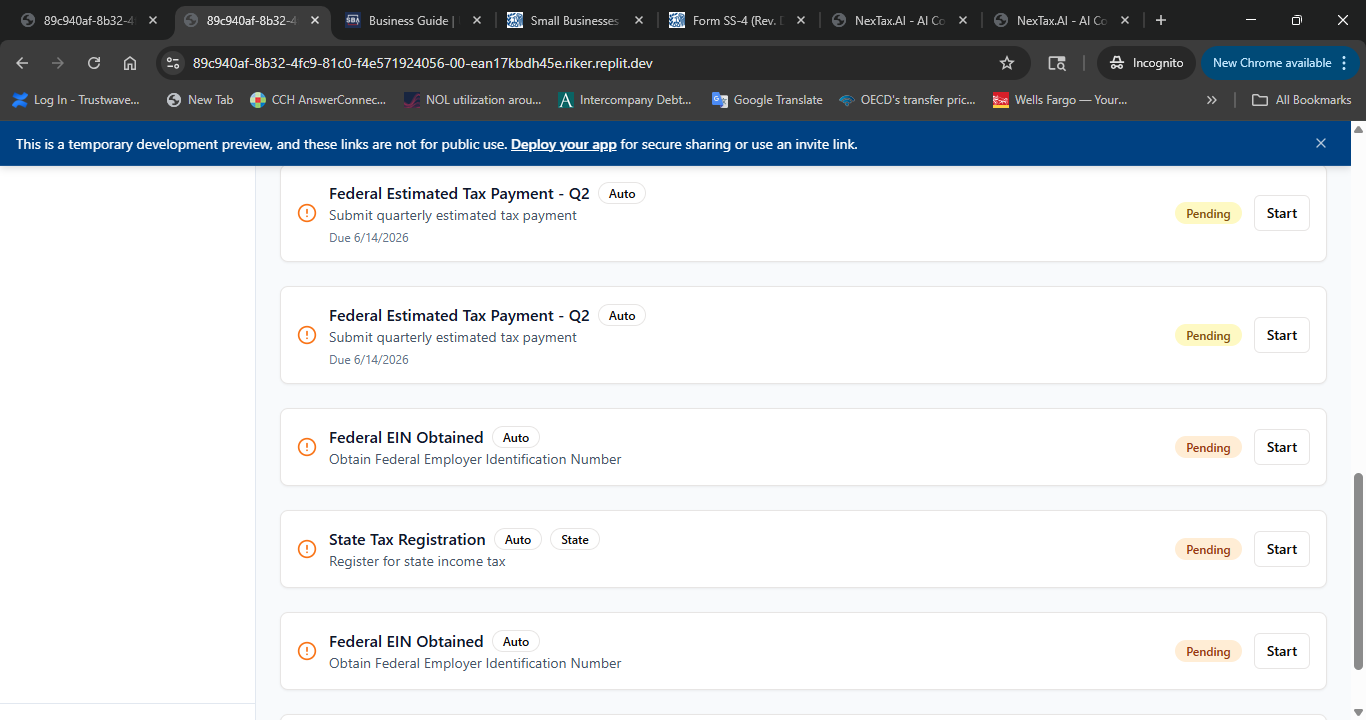 89c940af-8b32-4
89c940af-8b32-4
SBA
Business Guide |
Small Businesses
Form SS-4 (Rev. D
NexTax.AI - AI Co
NexTax.AI - AI Co
89c940af-8b32-4fc9-81c0-f4e571924056-00-ean17kbdh45e.riker.replit.dev
Incognito
New Chrome available
Log In - Trustwave...
New Tab
CCH AnswerConnec...
NOL utilization arou...
Intercompany Debt...
Google Translate
OECD's transfer pric...
Wells Fargo — Your...
All Bookmarks
This is a temporary development preview, and these links are not for public use. Deploy your app for secure sharing or use an invite link.
Federal Estimated Tax Payment - Q2 Auto
Submit quarterly estimated tax payment
Due 6/14/2026
Pending Start
Federal Estimated Tax Payment - Q2 Auto
Submit quarterly estimated tax payment
Due 6/14/2026
Pending Start
Federal EIN Obtained Auto
Obtain Federal Employer Identification Number
Pending Start
State Tax Registration Auto State
Register for state income tax
Pending Start
Federal EIN Obtained Auto
Obtain Federal Employer Identification Number
Pending Start